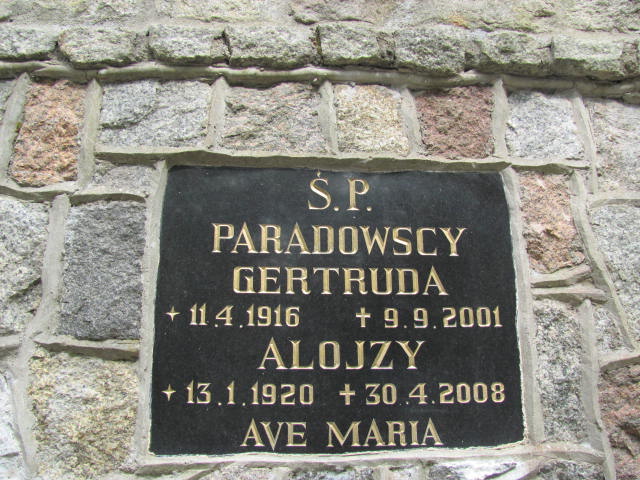 Ś.P.
PARADOWSCY
GERTRUDA
✦ 11.4.1916 ✝ 9.9.2001
ALOJZY
✦ 13.1.1920 ✝ 30.4.2008
AVE MARIA